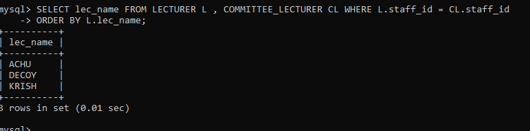 mysql> SELECT lec_name FROM LECTURER L , COMMITTEE_LECTURER CL WHERE L.staff_id = CL.staff_id
    -> ORDER BY L.lec_name;
+----------+
| lec_name |
+----------+
| ACHU     |
| DECOY    |
| KRISH    |
+----------+
3 rows in set (0.01 sec)
mysql>